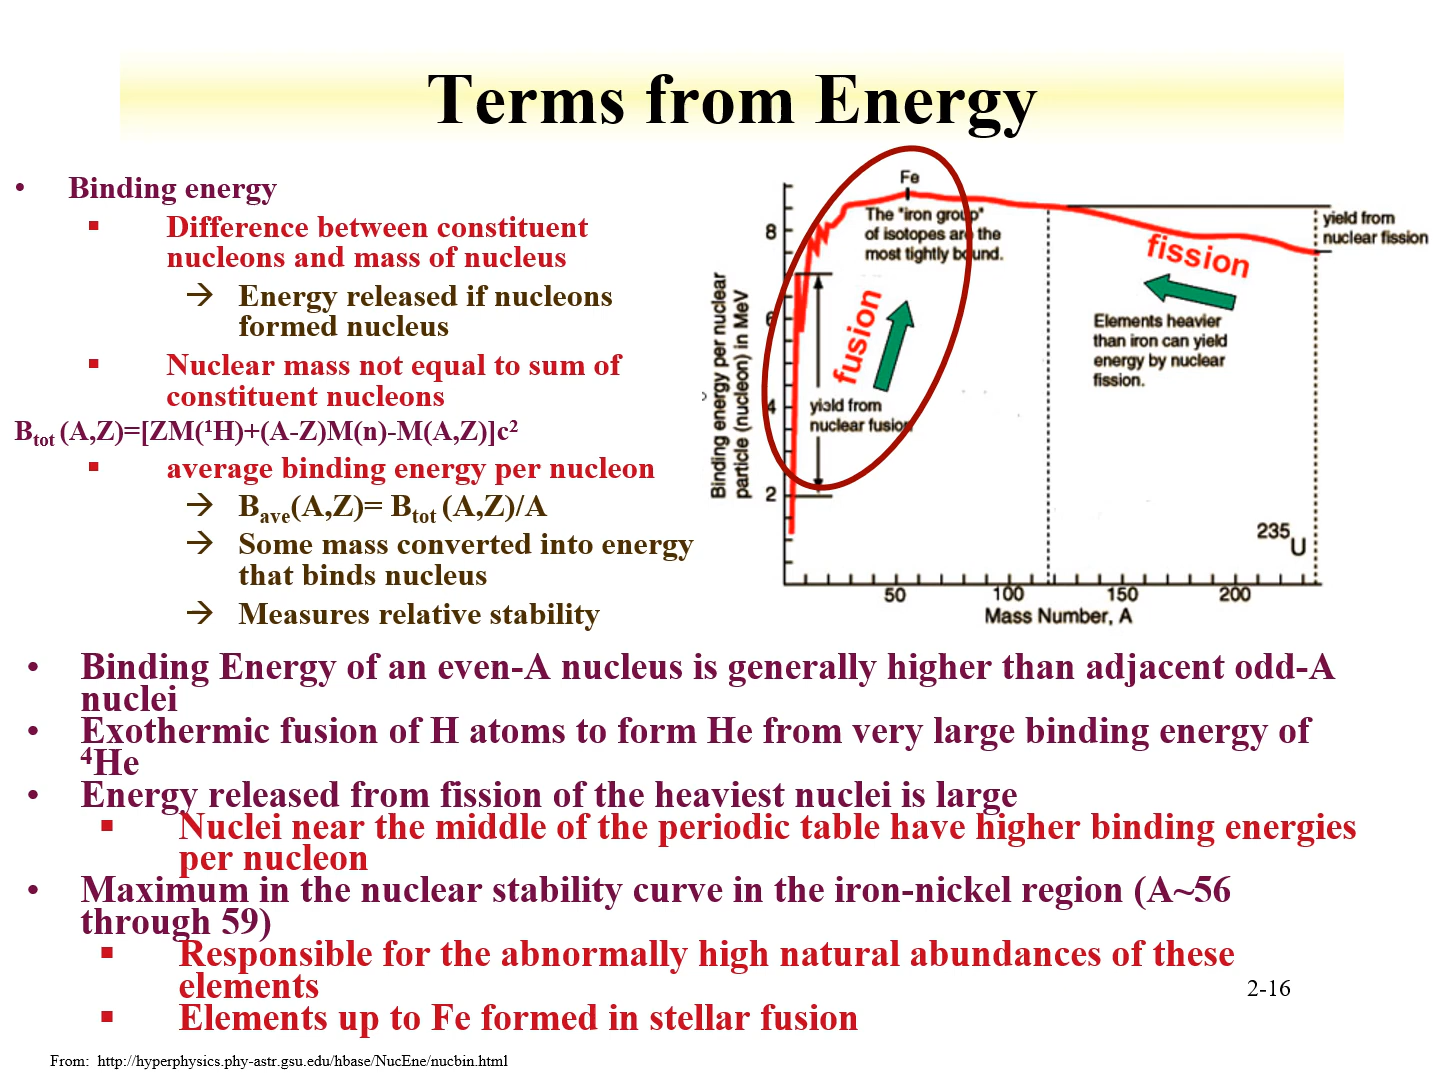 Terms from Energy
• Binding energy
▪ Difference between constituent
nucleons and mass of nucleus
→ Energy released if nucleons
formed nucleus
▪ Nuclear mass not equal to sum of
constituent nucleons
Btot (A,Z)=[ZM(¹H)+(A-Z)M(n)-M(A,Z)]c²
▪ average binding energy per nucleon
→ Bave(A,Z)= Btot (A,Z)/A
→ Some mass converted into energy
that binds nucleus
→ Measures relative stability
Fe
The "iron group"
of isotopes are the
most tightly bound.
8
6
4
2
Binding energy per nuclear
particle (nucleon) in MeV
fusion
yield from
nuclear fusion
fission
Elements heavier
than iron can yield
energy by nuclear
fission.
yield from
nuclear fission
235U
50 100 150 200
Mass Number, A
• Binding Energy of an even-A nucleus is generally higher than adjacent odd-A
nuclei
• Exothermic fusion of H atoms to form He from very large binding energy of
⁴He
• Energy released from fission of the heaviest nuclei is large
▪ Nuclei near the middle of the periodic table have higher binding energies
per nucleon
• Maximum in the nuclear stability curve in the iron-nickel region (A~56
through 59)
▪ Responsible for the abnormally high natural abundances of these
elements
▪ Elements up to Fe formed in stellar fusion
2-16
From: http://hyperphysics.phy-astr.gsu.edu/hbase/NucEne/nucbin.html